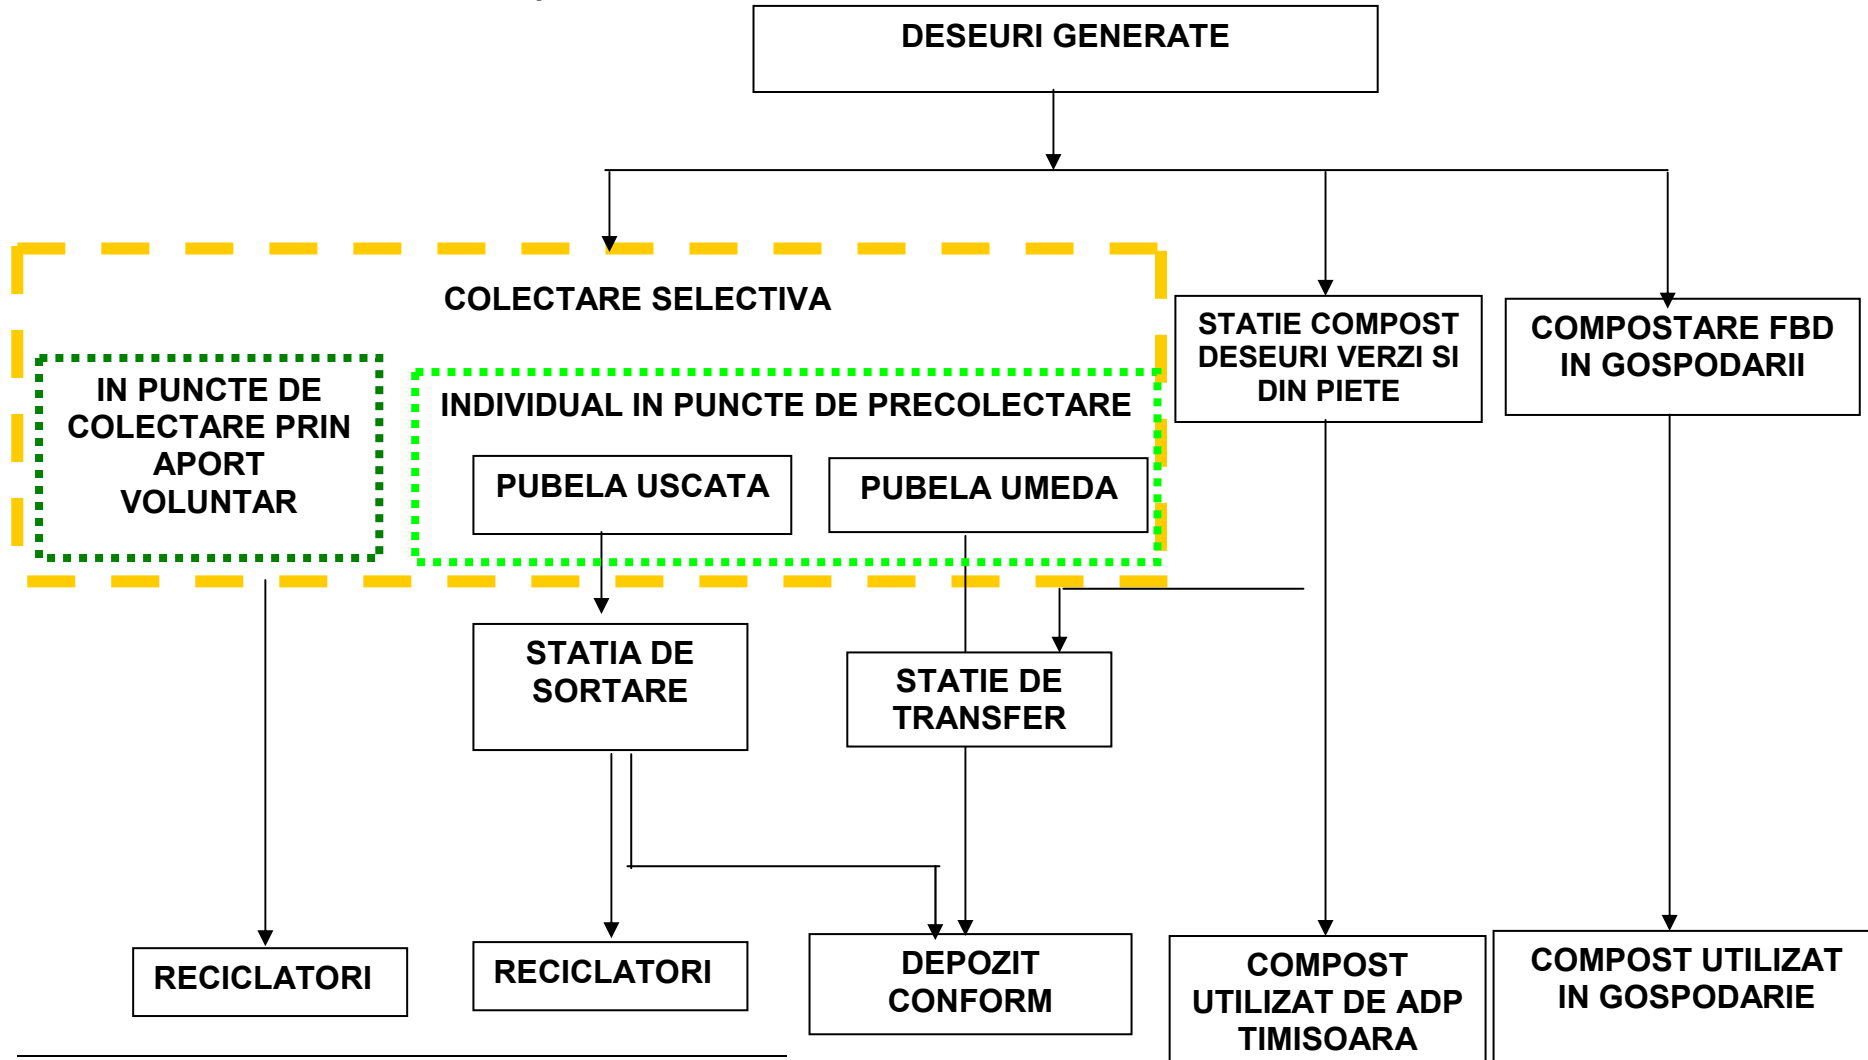 DESEURI GENERATE
COLECTARE SELECTIVA
IN PUNCTE DE
COLECTARE PRIN
APORT
VOLUNTAR
INDIVIDUAL IN PUNCTE DE PRECOLECTARE
PUBELA USCATA
PUBELA UMEDA
STATIE COMPOST
DESEURI VERZI SI
DIN PIETE
COMPOSTARE FBD
IN GOSPODARII
STATIA DE
SORTARE
STATIE DE
TRANSFER
RECICLATORI
RECICLATORI
DEPOZIT
CONFORM
COMPOST
UTILIZAT DE ADP
TIMISOARA
COMPOST UTILIZAT
IN GOSPODARIE